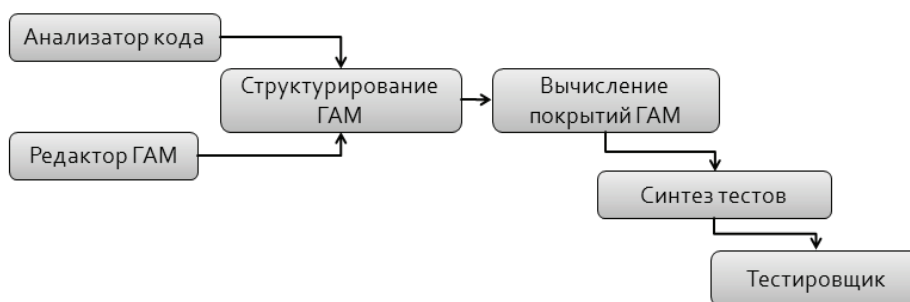 Анализатор кода
Структурирование
ГАМ
Вычисление
покрытий ГАМ
Редактор ГАМ
Синтез тестов
Тестировщик